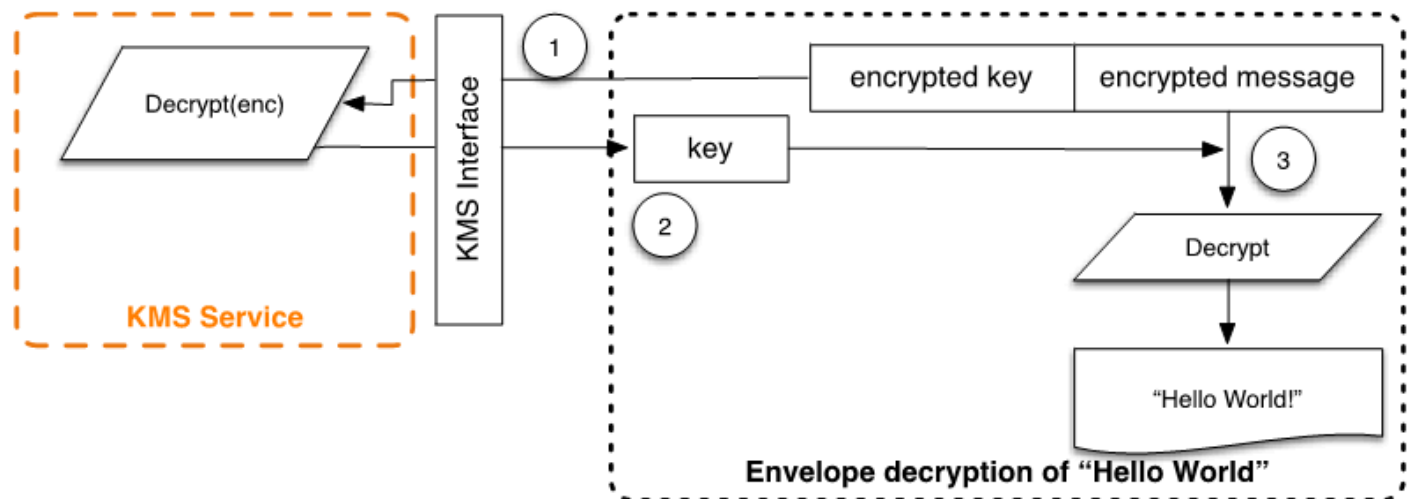 1
encrypted key encrypted message
Decrypt(enc)
KMS Interface
key
3
2
Decrypt
KMS Service
“Hello World!”
Envelope decryption of “Hello World”